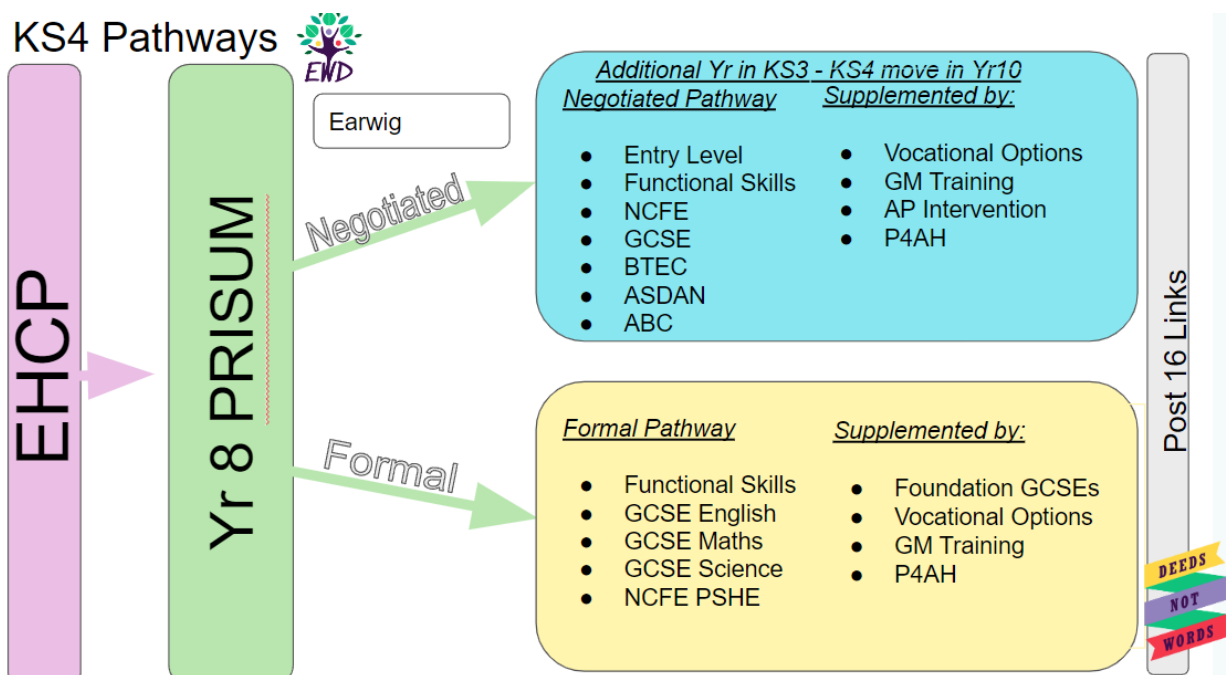 KS4 Pathways
EWD
EHCP
Yr 8 PRISUM
Earwig
Negotiated
Formal
Additional Yr in KS3 - KS4 move in Yr10
Negotiated Pathway
● Entry Level
● Functional Skills
● NCFE
● GCSE
● BTEC
● ASDAN
● ABC
Supplemented by:
● Vocational Options
● GM Training
● AP Intervention
● P4AH
Formal Pathway
● Functional Skills
● GCSE English
● GCSE Maths
● GCSE Science
● NCFE PSHE
Supplemented by:
● Foundation GCSEs
● Vocational Options
● GM Training
● P4AH
Post 16 Links
DEEDS
NOT
WORDS